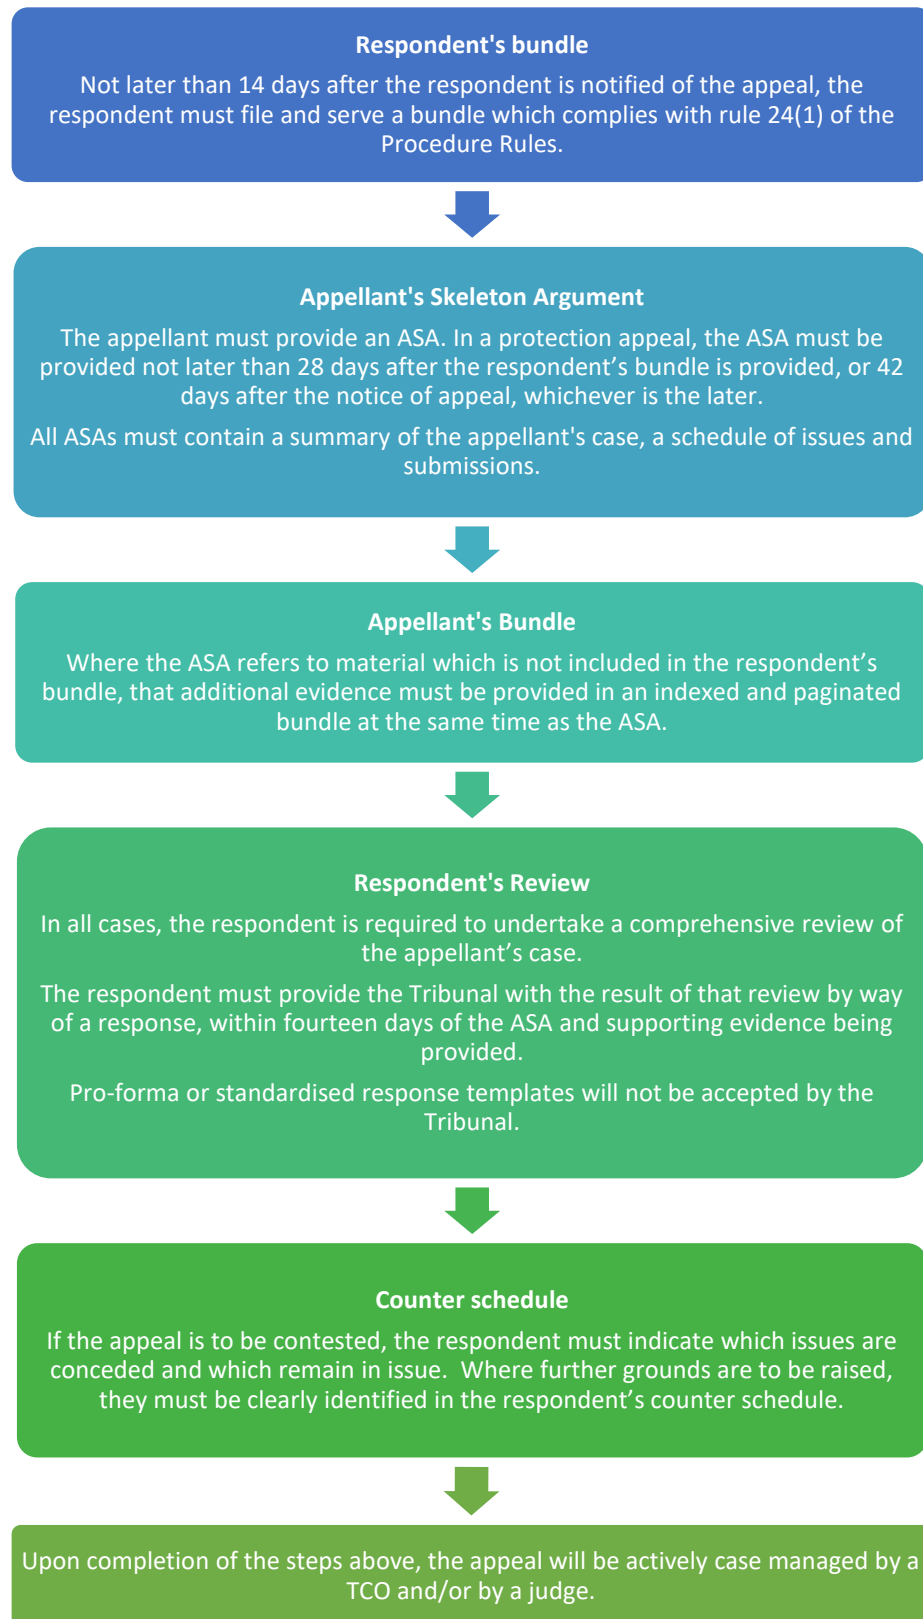 Respondent's bundle
Not later than 14 days after the respondent is notified of the appeal, the
respondent must file and serve a bundle which complies with rule 24(1) of the
Procedure Rules.
Appellant's Skeleton Argument
The appellant must provide an ASA. In a protection appeal, the ASA must be
provided not later than 28 days after the respondent’s bundle is provided, or 42
days after the notice of appeal, whichever is the later.
All ASAs must contain a summary of the appellant's case, a schedule of issues and
submissions.
Appellant's Bundle
Where the ASA refers to material which is not included in the respondent’s
bundle, that additional evidence must be provided in an indexed and paginated
bundle at the same time as the ASA.
Respondent's Review
In all cases, the respondent is required to undertake a comprehensive review of
the appellant’s case.
The respondent must provide the Tribunal with the result of that review by way
of a response, within fourteen days of the ASA and supporting evidence being
provided.
Pro-forma or standardised response templates will not be accepted by the
Tribunal.
Counter schedule
If the appeal is to be contested, the respondent must indicate which issues are
conceded and which remain in issue.  Where further grounds are to be raised,
they must be clearly identified in the respondent’s counter schedule.
Upon completion of the steps above, the appeal will be actively case managed by a
TCO and/or by a judge.